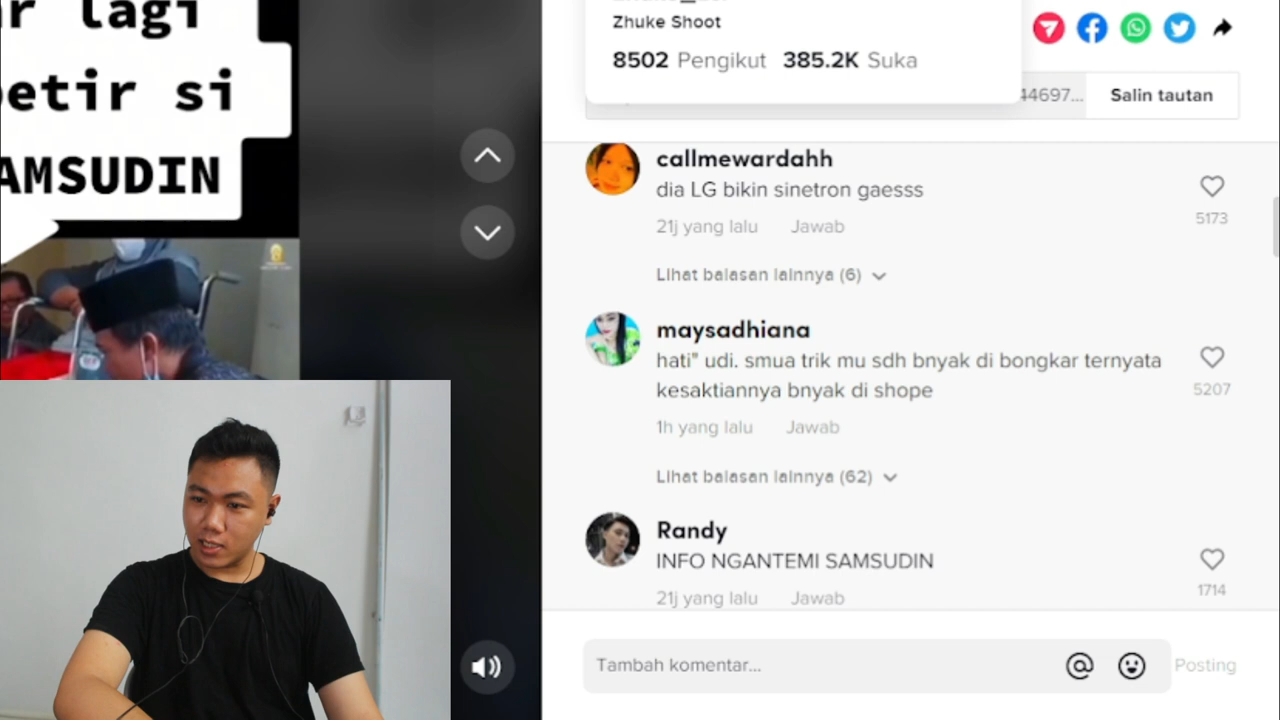 lagi
petir si
AMSUDIN
Zhuke Shoot
8502 Pengikut 385.2K Suka
44697...
Salin tautan
callmewardahh
dia LG bikin sinetron gaesss
5173
21j yang lalu Jawab
Lihat balasan lainnya (6)
maysadhiana
hati" udi. smua trik mu sdh bnyak di bongkar ternyata
kesaktiannya bnyak di shope
5207
1h yang lalu Jawab
Lihat balasan lainnya (62)
Randy
INFO NGANTEMI SAMSUDIN
1714
21j yang lalu Jawab
Tambah komentar...
Posting